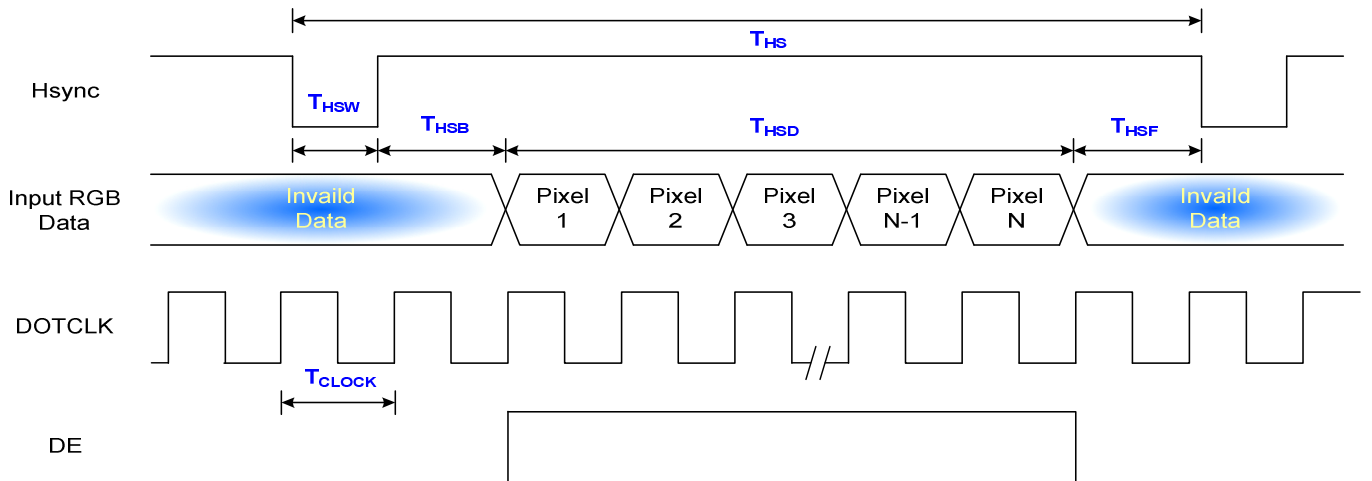 THS
Hsync
THSW
THSB
THSD
THSF
Input RGB
Data
Invaild
Data
Pixel
1
Pixel
2
Pixel
3
Pixel
N-1
Pixel
N
Invaild
Data
DOTCLK
TCLOCK
DE